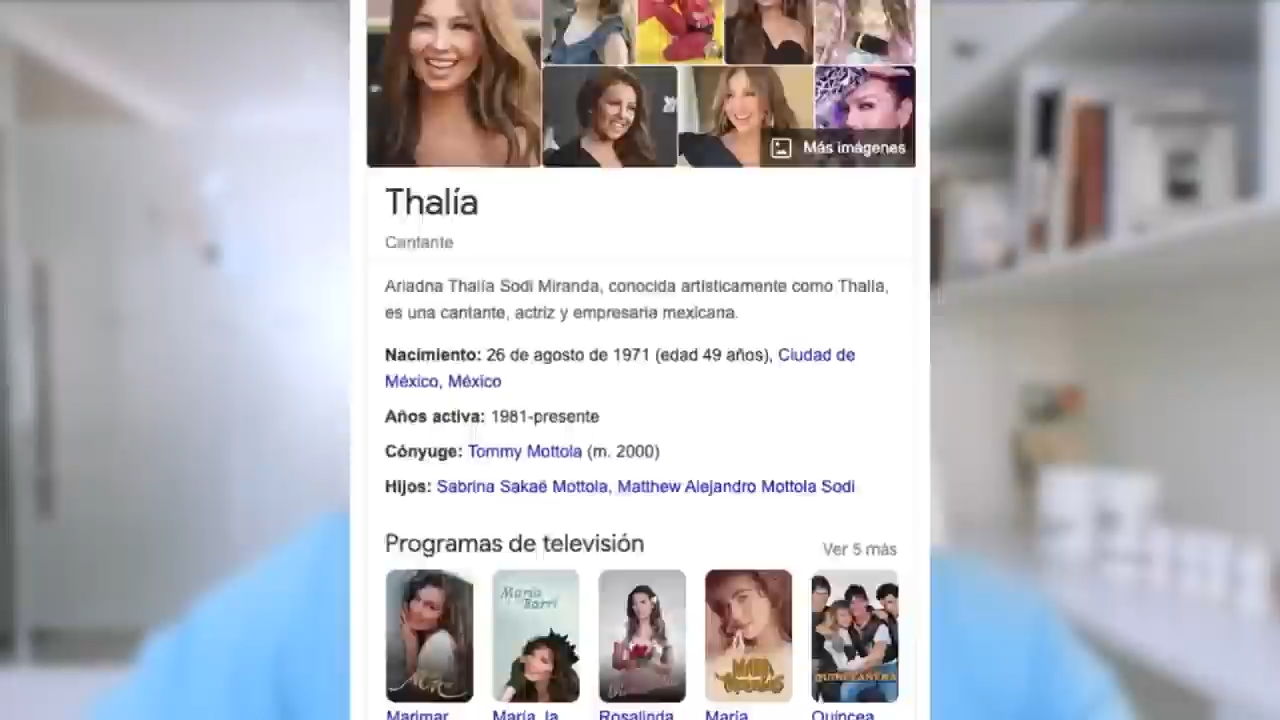 Más imágenes
Thalía
Cantante
Ariadna Thalía Sodi Miranda, conocida artísticamente como Thalía,
es una cantante, actriz y empresaria mexicana.
Nacimiento: 26 de agosto de 1971 (edad 49 años), Ciudad de
México, México
Años activa: 1981-presente
Cónyuge: Tommy Mottola (m. 2000)
Hijos: Sabrina Sakaë Mottola, Matthew Alejandro Mottola Sodi
Programas de televisión
Ver 5 más
María
Barri
QUINCEAÑERA
Marimar
María, la
Rosalinda
María
Quincea